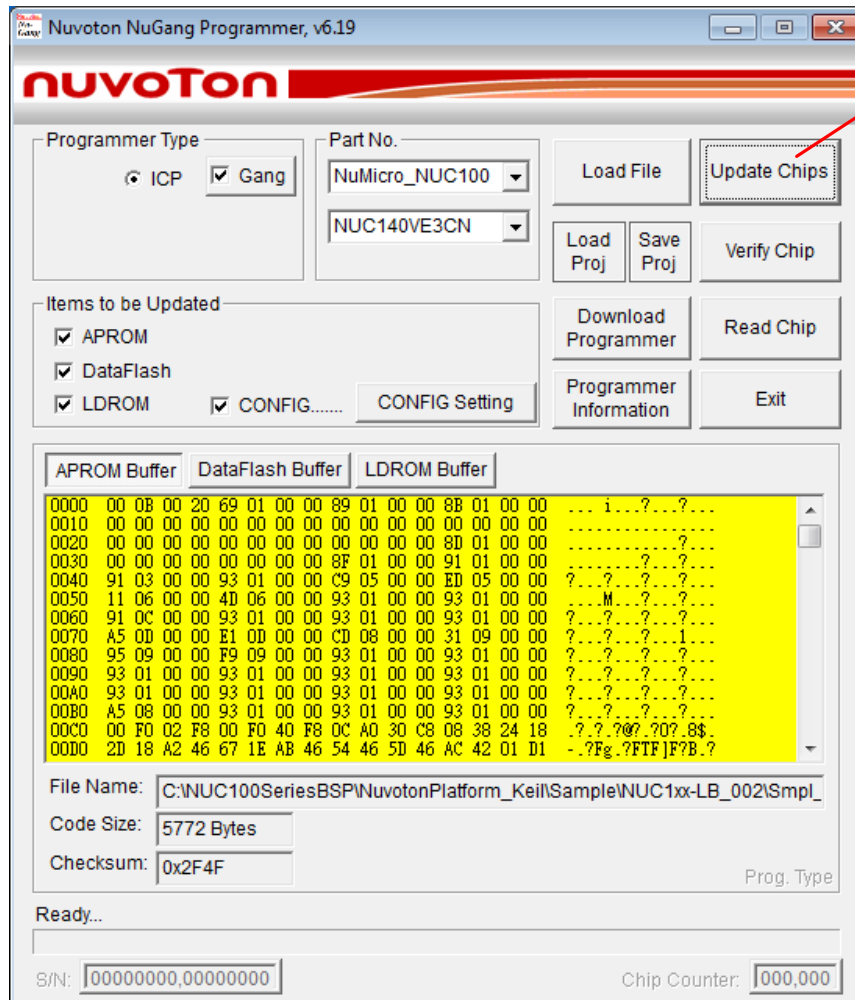 Nuvoton NuGang Programmer, v6.19
nuvoTon
Programmer Type
ICP
Gang
Part No.
NuMicro_NUC100
NUC140VE3CN
Load File
Update Chips
Load Proj
Save Proj
Verify Chip
Items to be Updated
APROM
DataFlash
LDROM
CONFIG.......
CONFIG Setting
Download Programmer
Read Chip
Programmer Information
Exit
APROM Buffer
DataFlash Buffer
LDROM Buffer
0000 00 0B 00 20 69 01 00 00 89 01 00 00 8B 01 00 00 ... i...?...?...
0010 00 00 00 00 00 00 00 00 00 00 00 00 00 00 00 00 ................
0020 00 00 00 00 00 00 00 00 00 00 00 00 8D 01 00 00 ............?...
0030 00 00 00 00 00 00 00 00 8F 01 00 00 91 01 00 00 ........?...?...
0040 91 03 00 00 93 01 00 00 C9 05 00 00 ED 05 00 00 ?...?...?...?...
0050 11 06 00 00 4D 06 00 00 93 01 00 00 93 01 00 00 ....M...?...?...
0060 91 0C 00 00 93 01 00 00 93 01 00 00 93 01 00 00 ?...?...?...?...
0070 A5 0D 00 00 E1 0D 00 00 CD 08 00 00 31 09 00 00 ?...?...?...1...
0080 95 09 00 00 F9 09 00 00 93 01 00 00 93 01 00 00 ?...?...?...?...
0090 93 01 00 00 93 01 00 00 93 01 00 00 93 01 00 00 ?...?...?...?...
00A0 93 01 00 00 93 01 00 00 93 01 00 00 93 01 00 00 ?...?...?...?...
00B0 A5 08 00 00 93 01 00 00 93 01 00 00 93 01 00 00 ?...?...?...?...
00C0 00 F0 02 F8 00 F0 40 F8 0C A0 30 C8 08 38 24 18 .?.?.?@?.?0?.8$.
00D0 2D 18 A2 46 67 1E AB 46 54 46 5D 46 AC 42 01 D1 -.?Fg.?FTF]F?B.?
File Name:
C:\NUC100SeriesBSP\NuvotonPlatform_Keil\Sample\NUC1xx-LB_002\Smpl_
Code Size:
5772 Bytes
Checksum:
0x2F4F
Prog. Type
Ready...
S/N:
00000000,00000000
Chip Counter:
000,000